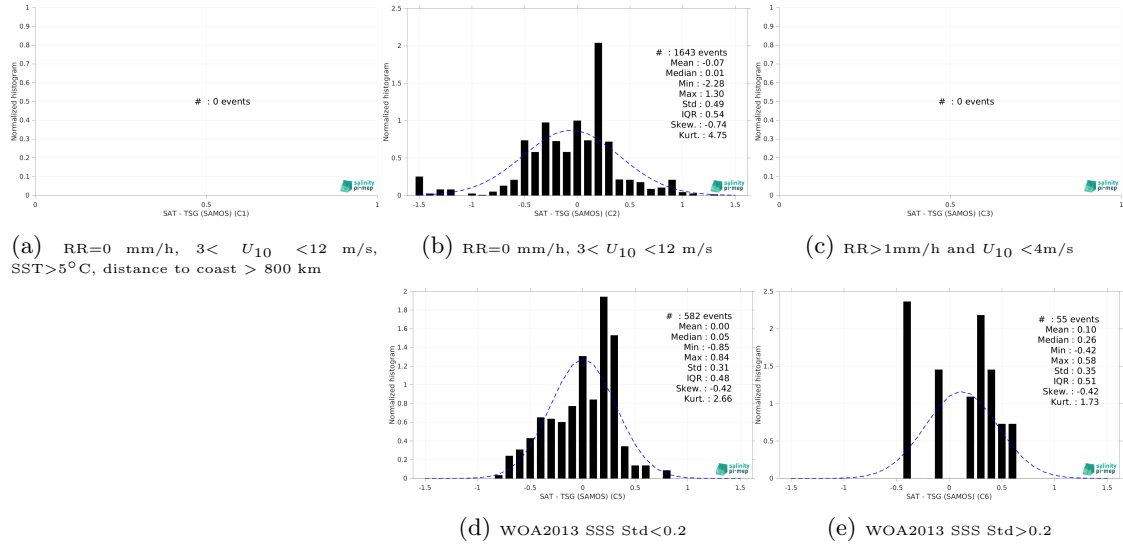 1
0.9
0.8
0.7
0.6
0.5
0.4
0.3
0.2
0.1
0
Normalized histogram
# : 0 events
salinity
pi-mep
0 0.5 1
SAT - TSG (SAMOS) (C1)
(a) RR=0 mm/h, 3< U10 <12 m/s,
SST>5°C, distance to coast > 800 km
2.5
2
1.5
1
0.5
0
Normalized histogram
# : 1643 events
Mean : -0.07
Median : 0.01
Min : -2.28
Max : 1.30
Std : 0.49
IQR : 0.54
Skew. : -0.74
Kurt. : 4.75
salinity
pi-mep
-1.5 -1 -0.5 0 0.5 1 1.5
SAT - TSG (SAMOS) (C2)
(b) RR=0 mm/h, 3< U10 <12 m/s
1
0.9
0.8
0.7
0.6
0.5
0.4
0.3
0.2
0.1
0
Normalized histogram
# : 0 events
salinity
pi-mep
0 0.5 1
SAT - TSG (SAMOS) (C3)
(c) RR>1mm/h and U10 <4m/s
2
1.8
1.6
1.4
1.2
1
0.8
0.6
0.4
0.2
0
Normalized histogram
# : 582 events
Mean : 0.00
Median : 0.05
Min : -0.85
Max : 0.84
Std : 0.31
IQR : 0.48
Skew. : -0.42
Kurt. : 2.66
salinity
pi-mep
-1.5 -1 -0.5 0 0.5 1 1.5
SAT - TSG (SAMOS) (C5)
(d) WOA2013 SSS Std<0.2
2.5
2
1.5
1
0.5
0
Normalized histogram
# : 55 events
Mean : 0.10
Median : 0.26
Min : -0.42
Max : 0.58
Std : 0.35
IQR : 0.51
Skew. : -0.42
Kurt. : 1.73
salinity
pi-mep
-1.5 -1 -0.5 0 0.5 1 1.5
SAT - TSG (SAMOS) (C6)
(e) WOA2013 SSS Std>0.2